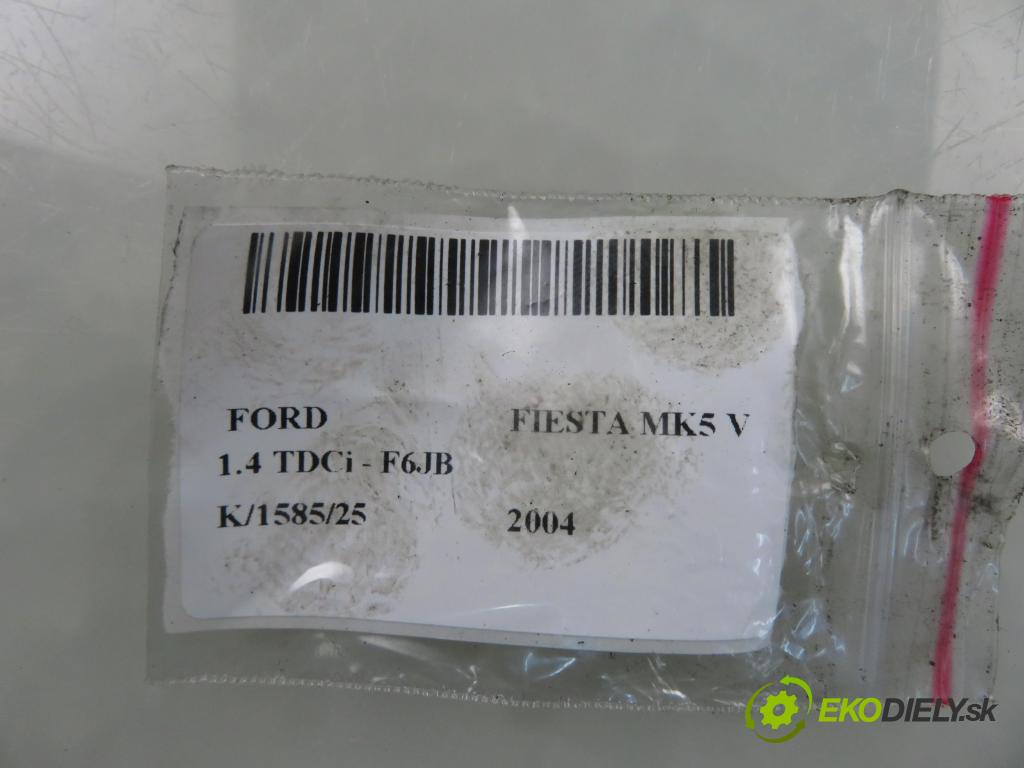 FORD FIESTA MK5 V
1.4 TDCi - F6JB
K/1585/25 2004
EKODIELY.sk